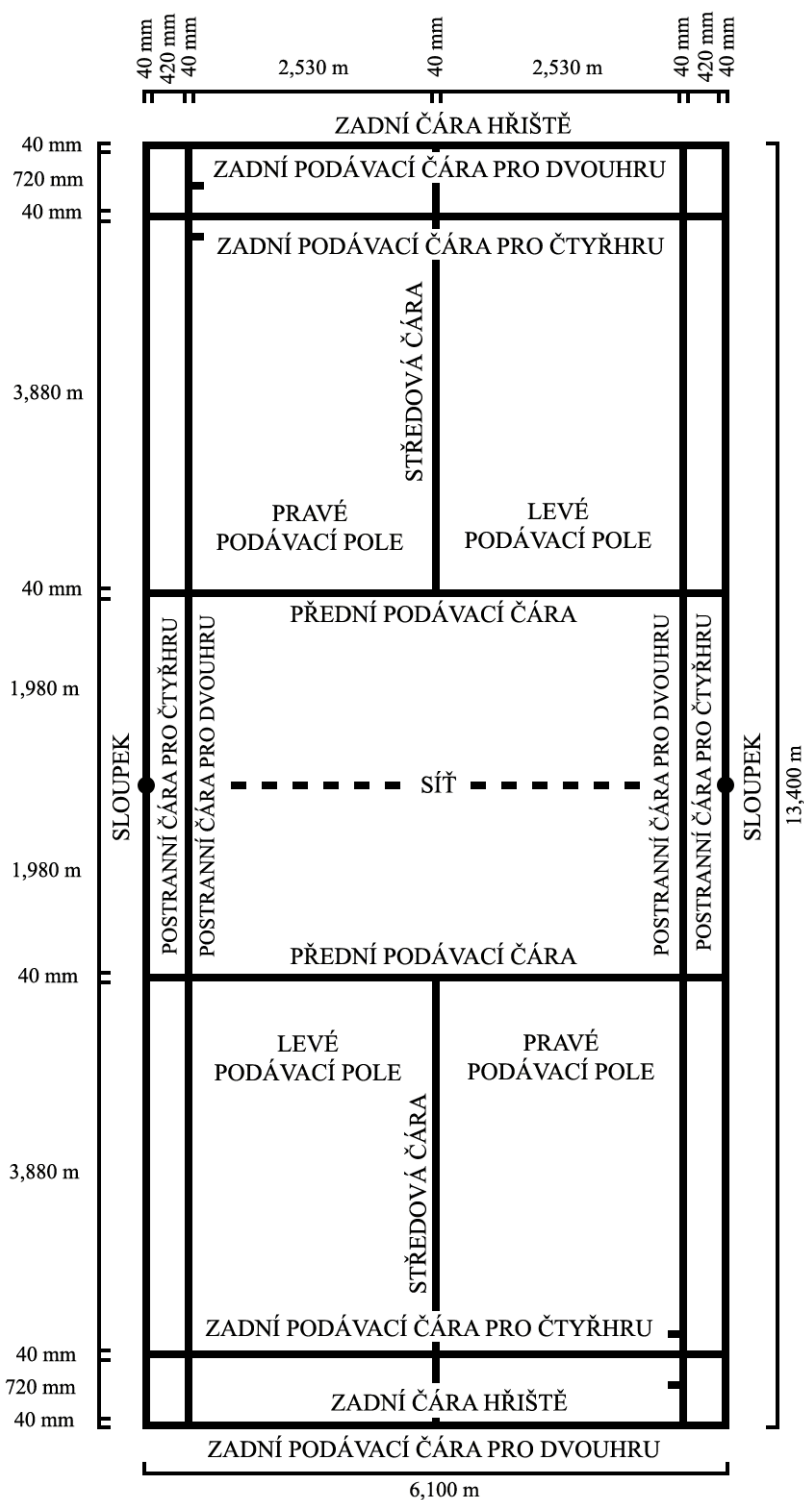 40 mm
420 mm
40 mm
2,530 m
40 mm
2,530 m
40 mm
420 mm
40 mm
ZADNÍ ČÁRA HŘIŠTĚ
40 mm
ZADNÍ PODÁVACÍ ČÁRA PRO DVOUHRU
720 mm
40 mm
ZADNÍ PODÁVACÍ ČÁRA PRO ČTYŘHRU
STŘEDOVÁ ČÁRA
3,880 m
PRAVÉ
PODÁVACÍ POLE
LEVÉ
PODÁVACÍ POLE
40 mm
PŘEDNÍ PODÁVACÍ ČÁRA
1,980 m
SLOUPEK
POSTRANNÍ ČÁRA PRO ČTYŘHRU
POSTRANNÍ ČÁRA PRO DVOUHRU
SÍŤ
POSTRANNÍ ČÁRA PRO DVOUHRU
POSTRANNÍ ČÁRA PRO ČTYŘHRU
SLOUPEK
13,400 m
1,980 m
PŘEDNÍ PODÁVACÍ ČÁRA
40 mm
LEVÉ
PODÁVACÍ POLE
PRAVÉ
PODÁVACÍ POLE
STŘEDOVÁ ČÁRA
3,880 m
ZADNÍ PODÁVACÍ ČÁRA PRO ČTYŘHRU
40 mm
720 mm
ZADNÍ ČÁRA HŘIŠTĚ
40 mm
ZADNÍ PODÁVACÍ ČÁRA PRO DVOUHRU
6,100 m